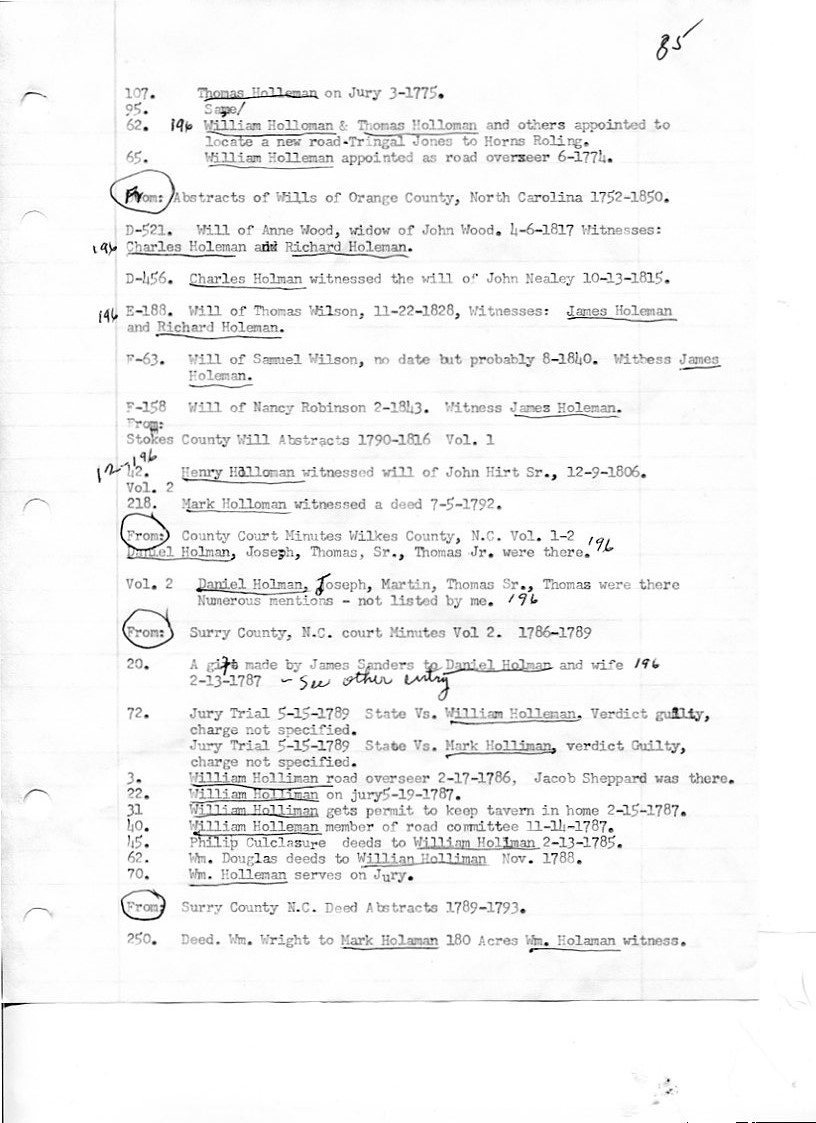 85
107. Thomas Holleman on Jury 3-1775.
95. Same/
62. 196 William Holloman & Thomas Holloman and others appointed to
locate a new road-Tringal Jones to Horns Roling.
65. William Holleman appointed as road overseer 6-1774.
From: Abstracts of Wills of Orange County, North Carolina 1752-1850.
D-521. Will of Anne Wood, widow of John Wood. 4-6-1817 Witnesses:
196 Charles Holeman and Richard Holeman.
D-456. Charles Holman witnessed the will of John Nealey 10-13-1815.
196 E-188. Will of Thomas Wilson, 11-22-1828, Witnesses: James Holeman
and Richard Holeman.
F-63. Will of Samuel Wilson, no date but probably 8-1840. Witbess James
Holeman.
F-158 Will of Nancy Robinson 2-1843. Witness James Holeman.
From:
Stokes County Will Abstracts 1790-1816 Vol. 1
12-7 196
42. Henry Holloman witnessed will of John Hirt Sr., 12-9-1806.
Vol. 2
218. Mark Holloman witnessed a deed 7-5-1792.
From: County Court Minutes Wilkes County, N.C. Vol. 1-2
Daniel Holman, Joseph, Thomas, Sr., Thomas Jr. were there. 196
Vol. 2 Daniel Holman, Joseph, Martin, Thomas Sr., Thomas were there
Numerous mentions - not listed by me. 196
From: Surry County, N.C. court Minutes Vol 2. 1786-1789
20. A gift made by James Sanders to Daniel Holman and wife 196
2-13-1787 - See other entry
72. Jury Trial 5-15-1789 State Vs. William Holleman. Verdict guilty,
charge not specified.
Jury Trial 5-15-1789 State Vs. Mark Holliman, verdict Guilty,
charge not specified.
3. William Holliman road overseer 2-17-1786, Jacob Sheppard was there.
22. William Holliman on jury5-19-1787.
31 William Holliman gets permit to keep tavern in home 2-15-1787.
40. William Holleman member of road committee 11-14-1787.
45. Philip Culclasure deeds to William Holliman 2-13-1785.
62. Wm. Douglas deeds to Willian Holliman Nov. 1788.
70. Wm. Holleman serves on Jury.
From: Surry County N.C. Deed Abstracts 1789-1793.
250. Deed. Wm. Wright to Mark Holaman 180 Acres Wm. Holaman witness.